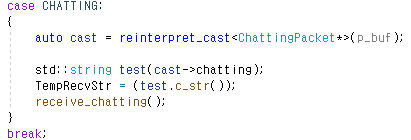 case CHATTING:
{
    auto cast = reinterpret_cast<ChattingPacket*>(p_buf);
    std::string test(cast->chatting);
    TempRecvStr = (test.c_str());
    receive_chatting();
}
break;